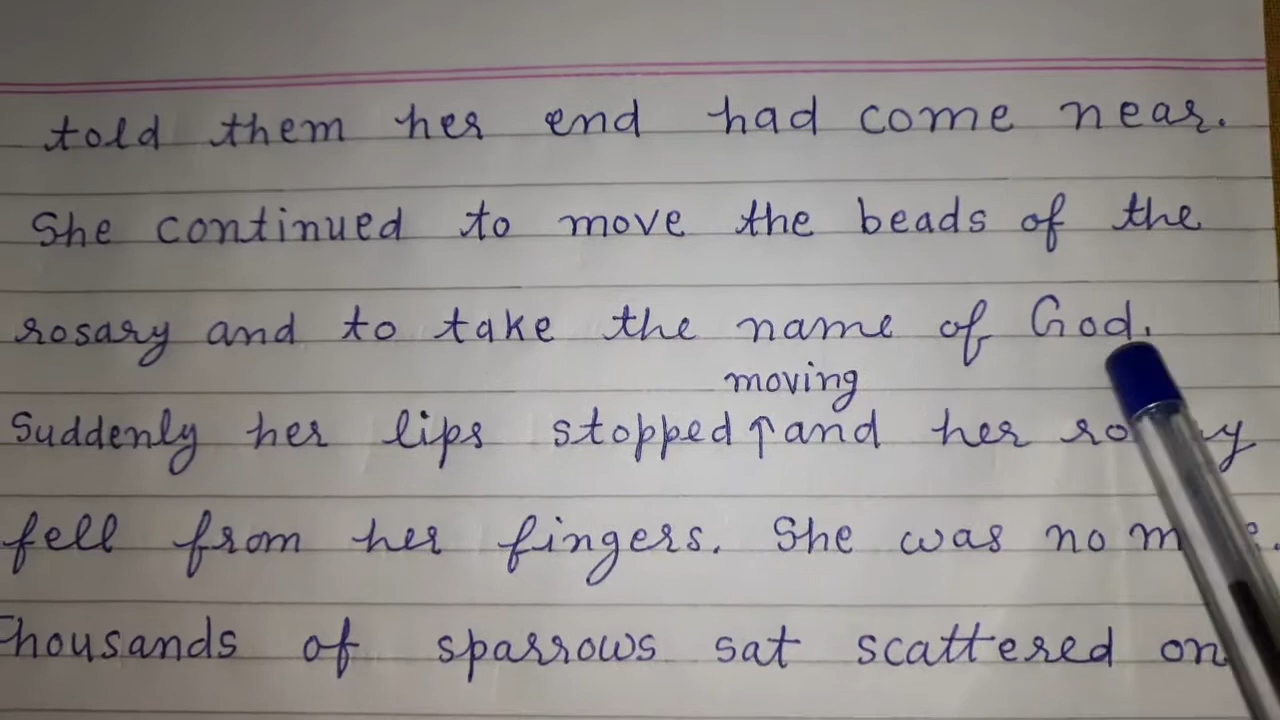 told them her end had come near.
She continued to move the beads of the
rosary and to take the name of God.
moving
Suddenly her lips stopped ↑ and her
fell from her fingers. She was no
Thousands of sparrows sat scattered on